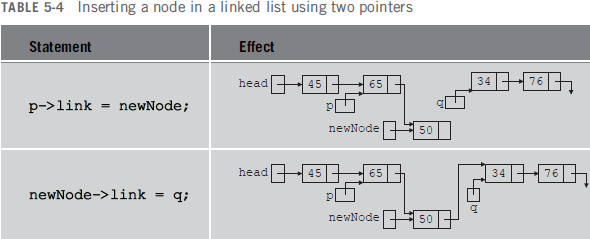 TABLE 5-4 Inserting a node in a linked list using two pointers
Statement Effect
p->link = newNode;
head 45 65 34 76
p q
newNode 50
newNode->link = q;
head 45 65 34 76
p q
newNode 50